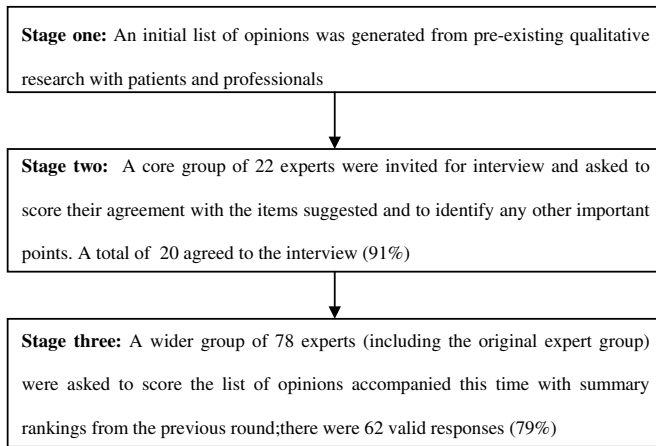 Stage one: An initial list of opinions was generated from pre-existing qualitative
research with patients and professionals
Stage two: A core group of 22 experts were invited for interview and asked to
score their agreement with the items suggested and to identify any other important
points. A total of 20 agreed to the interview (91%)
Stage three: A wider group of 78 experts (including the original expert group)
were asked to score the list of opinions accompanied this time with summary
rankings from the previous round;there were 62 valid responses (79%)